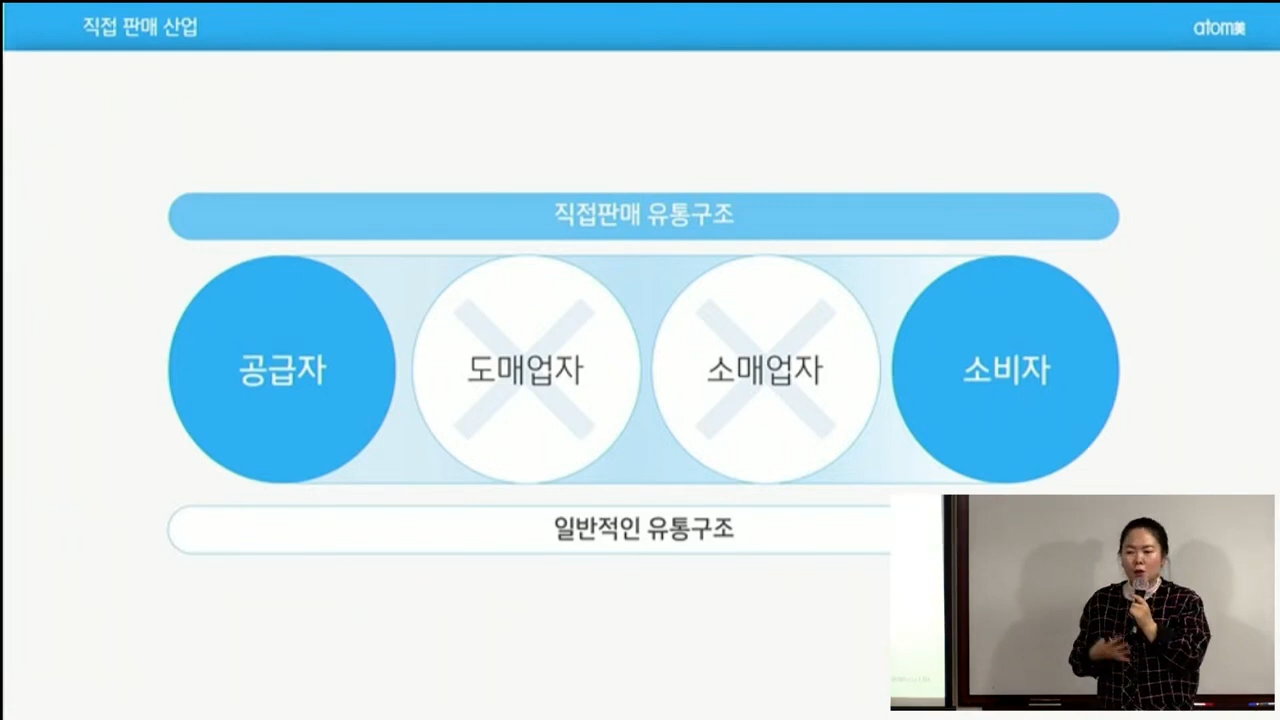 직접 판매 산업
atom美
직접판매 유통구조
공급자
도매업자
소매업자
소비자
일반적인 유통구조